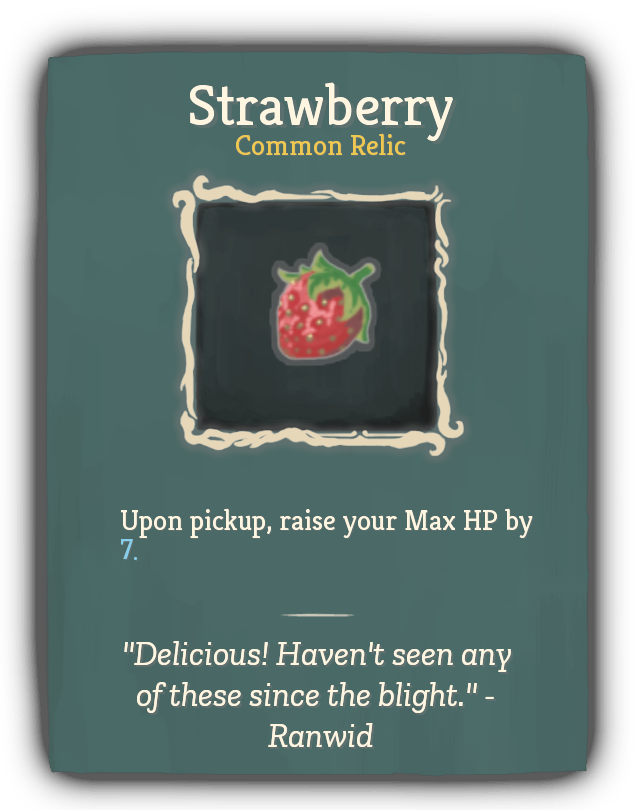 Strawberry
Common Relic
Upon pickup, raise your Max HP by
7.
"Delicious! Haven't seen any
of these since the blight." -
Ranwid